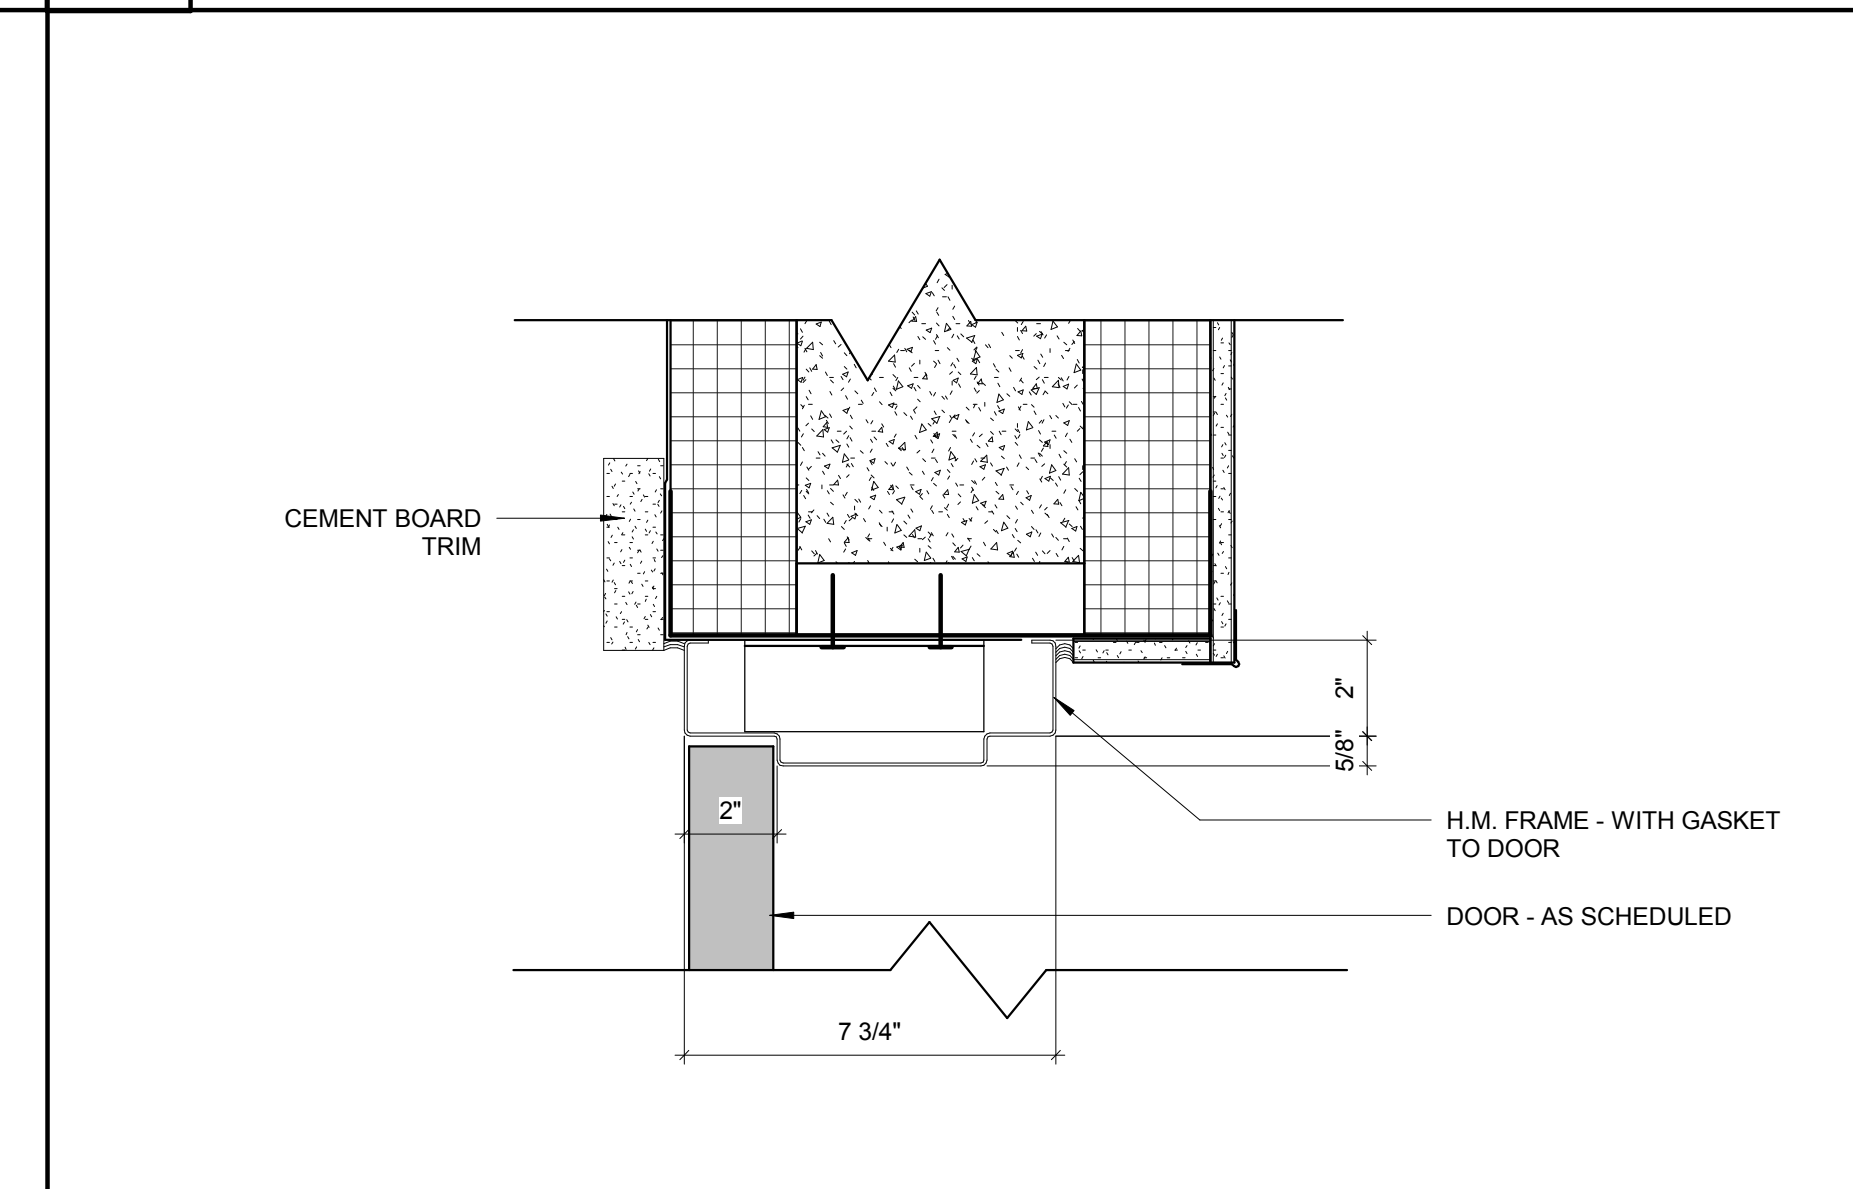 CEMENT BOARD
TRIM
2"
5/8"
2"
H.M. FRAME - WITH GASKET
TO DOOR
DOOR - AS SCHEDULED
7 3/4"